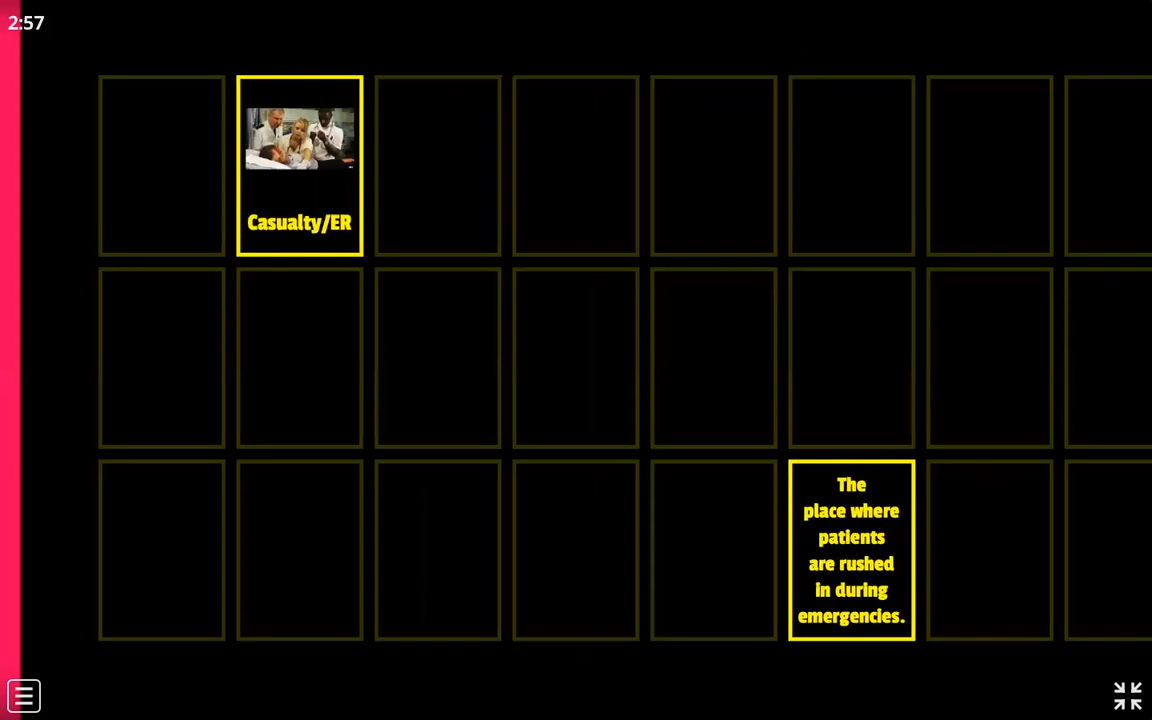 2:57
Casualty/ER
The
place where
patients
are rushed
in during
emergencies.